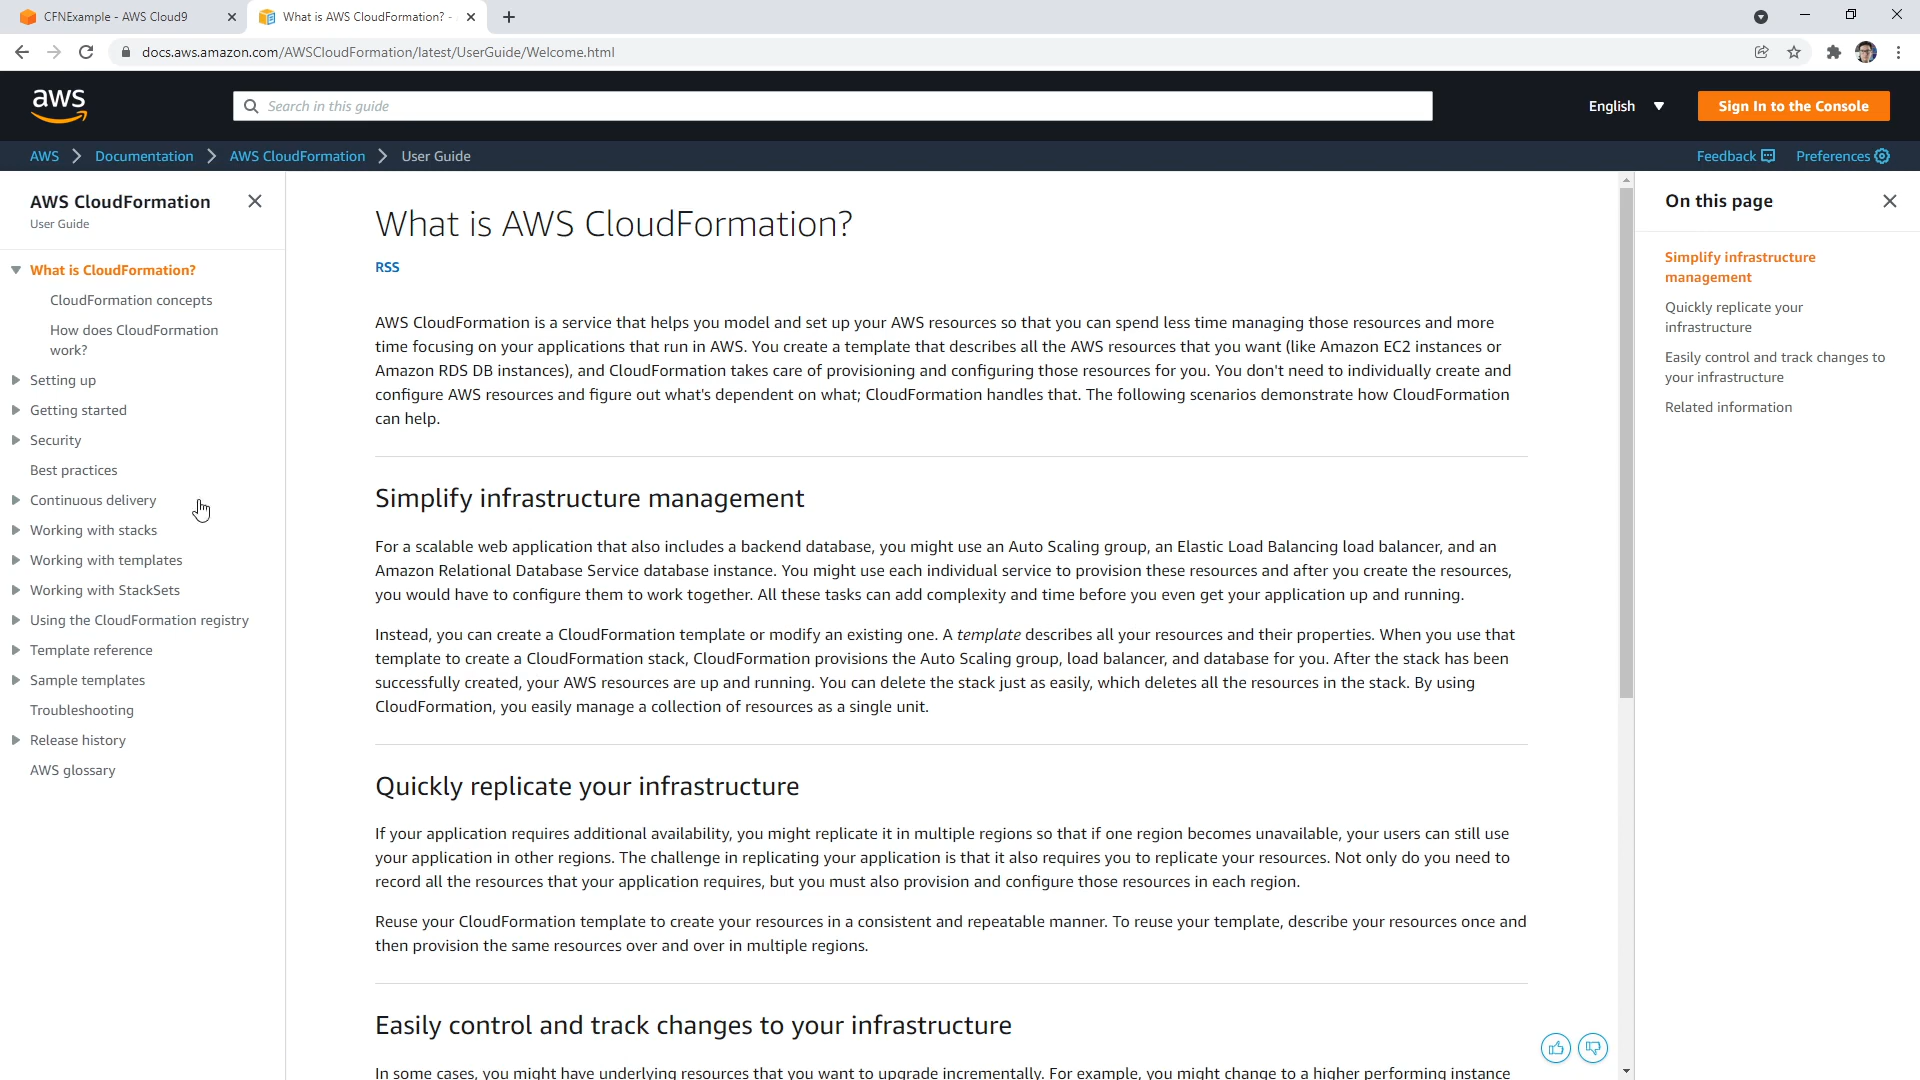 CFNExample - AWS Cloud9
What is AWS CloudFormation? -
docs.aws.amazon.com/AWSCloudFormation/latest/UserGuide/Welcome.html
aws
Search in this guide
English
Sign In to the Console
AWS
Documentation
AWS CloudFormation
User Guide
Feedback
Preferences
AWS CloudFormation
User Guide
What is CloudFormation?
CloudFormation concepts
How does CloudFormation
work?
Setting up
Getting started
Security
Best practices
Continuous delivery
Working with stacks
Working with templates
Working with StackSets
Using the CloudFormation registry
Template reference
Sample templates
Troubleshooting
Release history
AWS glossary
What is AWS CloudFormation?
RSS
AWS CloudFormation is a service that helps you model and set up your AWS resources so that you can spend less time managing those resources and more
time focusing on your applications that run in AWS. You create a template that describes all the AWS resources that you want (like Amazon EC2 instances or
Amazon RDS DB instances), and CloudFormation takes care of provisioning and configuring those resources for you. You don't need to individually create and
configure AWS resources and figure out what's dependent on what; CloudFormation handles that. The following scenarios demonstrate how CloudFormation
can help.
Simplify infrastructure management
For a scalable web application that also includes a backend database, you might use an Auto Scaling group, an Elastic Load Balancing load balancer, and an
Amazon Relational Database Service database instance. You might use each individual service to provision these resources and after you create the resources,
you would have to configure them to work together. All these tasks can add complexity and time before you even get your application up and running.
Instead, you can create a CloudFormation template or modify an existing one. A template describes all your resources and their properties. When you use that
template to create a CloudFormation stack, CloudFormation provisions the Auto Scaling group, load balancer, and database for you. After the stack has been
successfully created, your AWS resources are up and running. You can delete the stack just as easily, which deletes all the resources in the stack. By using
CloudFormation, you easily manage a collection of resources as a single unit.
Quickly replicate your infrastructure
If your application requires additional availability, you might replicate it in multiple regions so that if one region becomes unavailable, your users can still use
your application in other regions. The challenge in replicating your application is that it also requires you to replicate your resources. Not only do you need to
record all the resources that your application requires, but you must also provision and configure those resources in each region.
Reuse your CloudFormation template to create your resources in a consistent and repeatable manner. To reuse your template, describe your resources once and
then provision the same resources over and over in multiple regions.
Easily control and track changes to your infrastructure
In some cases, you might have underlying resources that you want to upgrade incrementally. For example, you might change to a higher performing instance
On this page
Simplify infrastructure
management
Quickly replicate your
infrastructure
Easily control and track changes to
your infrastructure
Related information